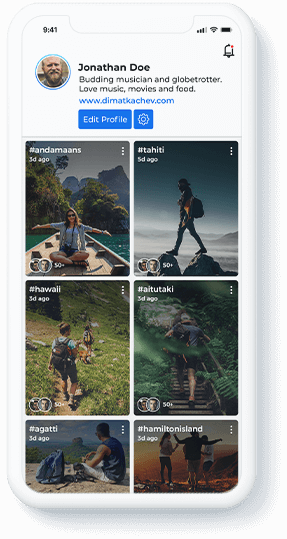 9:41
Jonathan Doe
Budding musician and globetrotter.
Love music, movies and food.
www.dimatkachev.com
Edit Profile
#andamaans
3d ago
50+
#tahiti
5d ago
50+
#hawaii
3d ago
50+
#aitutaki
3d ago
50+
#agatti
3d ago
#hamiltonisland
3d ago